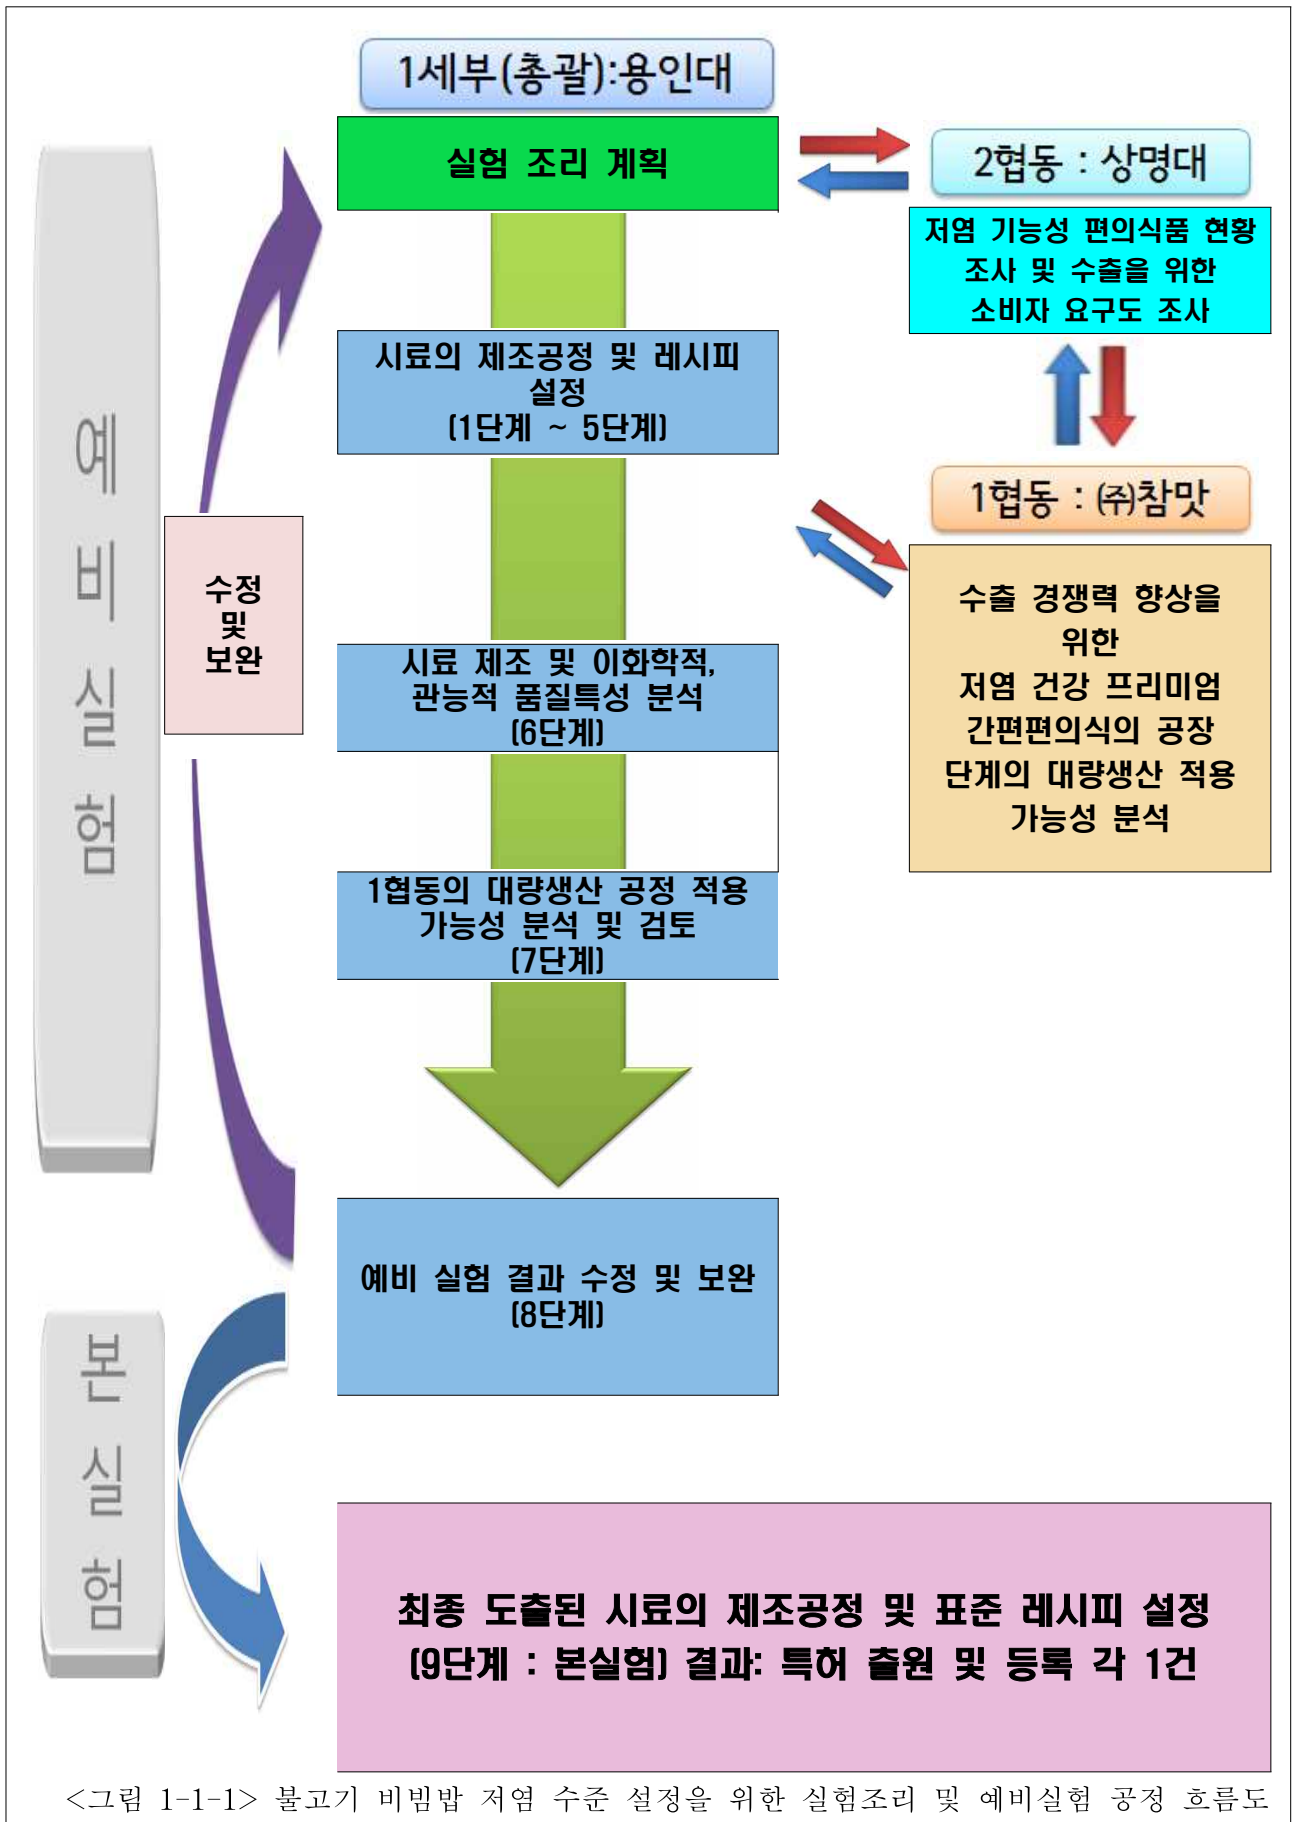 1세부(총괄):용인대
실험 조리 계획
2협동 : 상명대
저염 기능성 편의식품 현황
조사 및 수출을 위한
소비자 요구도 조사
시료의 제조공정 및 레시피
설정
(1단계 ~ 5단계)
예
비
실
험
1협동 : ㈜참맛
수정
및
보완
수출 경쟁력 향상을
위한
저염 건강 프리미엄
간편편의식의 공장
단계의 대량생산 적용
가능성 분석
시료 제조 및 이화학적,
관능적 품질특성 분석
(6단계)
1협동의 대량생산 공정 적용
가능성 분석 및 검토
(7단계)
예비 실험 결과 수정 및 보완
(8단계)
본
실
험
최종 도출된 시료의 제조공정 및 표준 레시피 설정
(9단계 : 본실험) 결과: 특허 출원 및 등록 각 1건
<그림 1-1-1> 불고기 비빔밥 저염 수준 설정을 위한 실험조리 및 예비실험 공정 흐름도